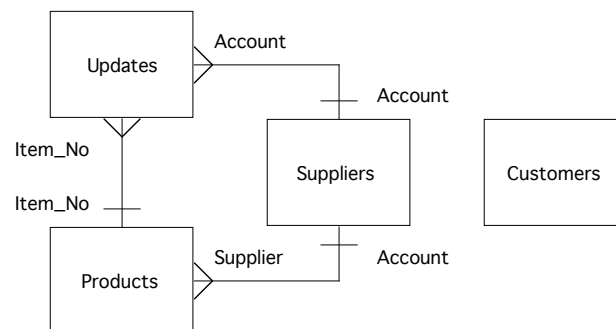 Account
Updates
Account
Item_No
Suppliers
Customers
Item_No
Supplier
Account
Products